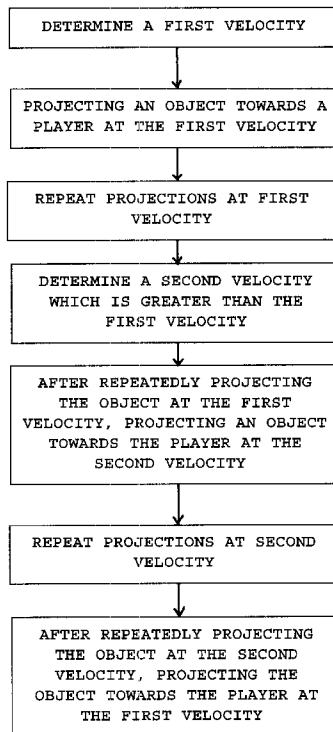 DETERMINE A FIRST VELOCITY
PROJECTING AN OBJECT TOWARDS A
PLAYER AT THE FIRST VELOCITY
REPEAT PROJECTIONS AT FIRST
VELOCITY
DETERMINE A SECOND VELOCITY
WHICH IS GREATER THAN THE
FIRST VELOCITY
AFTER REPEATEDLY PROJECTING
THE OBJECT AT THE FIRST
VELOCITY, PROJECTING AN OBJECT
TOWARDS THE PLAYER AT THE
SECOND VELOCITY
REPEAT PROJECTIONS AT SECOND
VELOCITY
AFTER REPEATEDLY PROJECTING
THE OBJECT AT THE SECOND
VELOCITY, PROJECTING THE
OBJECT TOWARDS THE PLAYER AT
THE FIRST VELOCITY